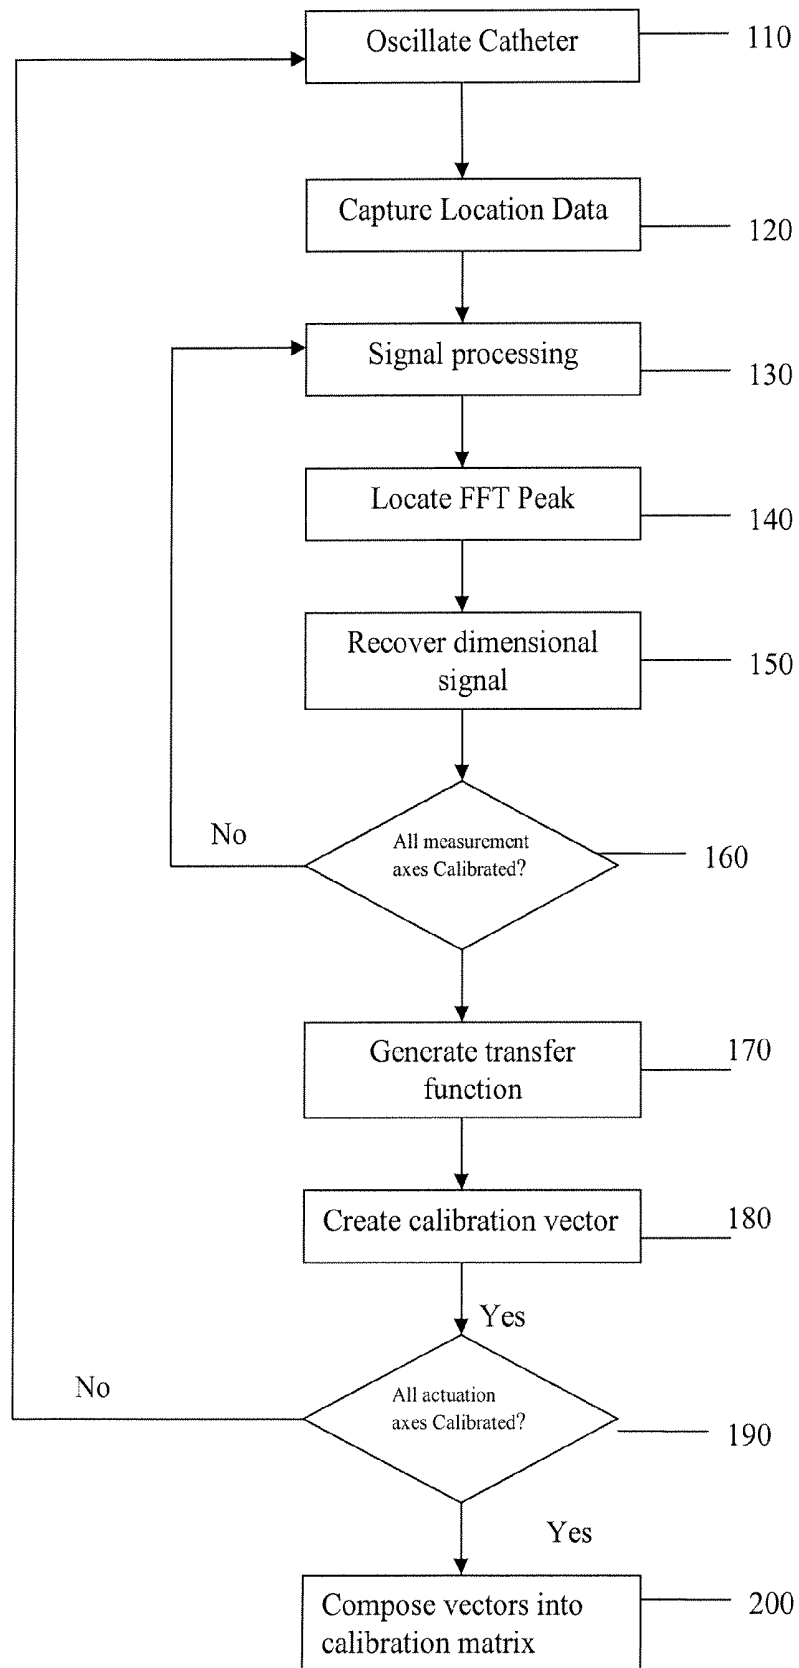 Oscillate Catheter
110
Capture Location Data
120
Signal processing
130
Locate FFT Peak
140
Recover dimensional
signal
150
No
All measurement
axes Calibrated?
160
Generate transfer
function
170
Create calibration vector
180
Yes
No
All actuation
axes Calibrated?
190
Yes
Compose vectors into
calibration matrix
200